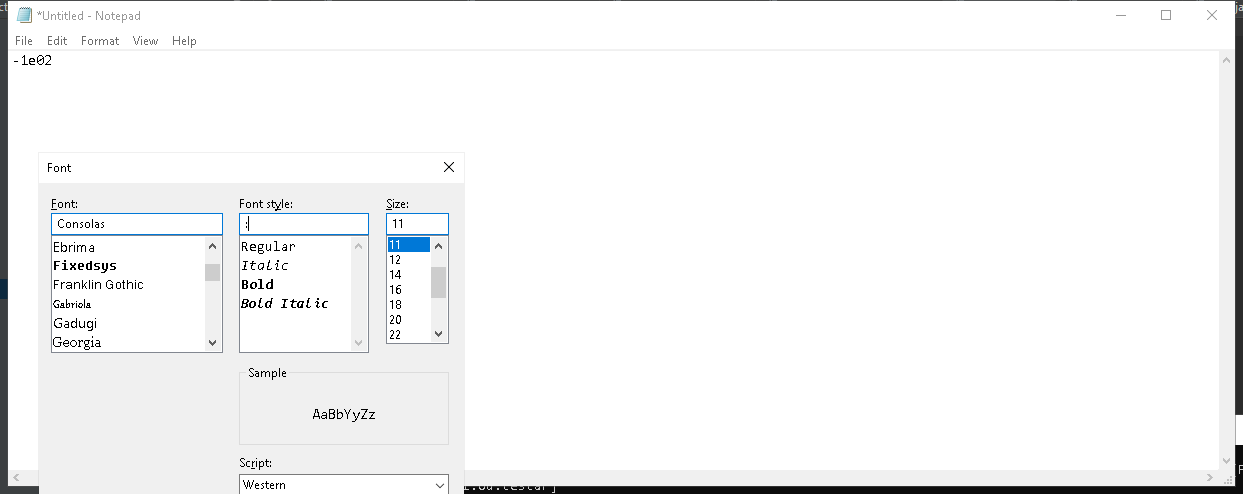 *Untitled - Notepad
File Edit Format View Help
-1e02
Font
Font: Font style: Size:
Consolas : 11
Ebrima Regular 11
Fixedsys Italic 12
Franklin Gothic Bold 14
Gabriola Bold Italic 16
Gadugi 18
Georgia 20
22
Sample
AaBbYyZz
Script:
Western